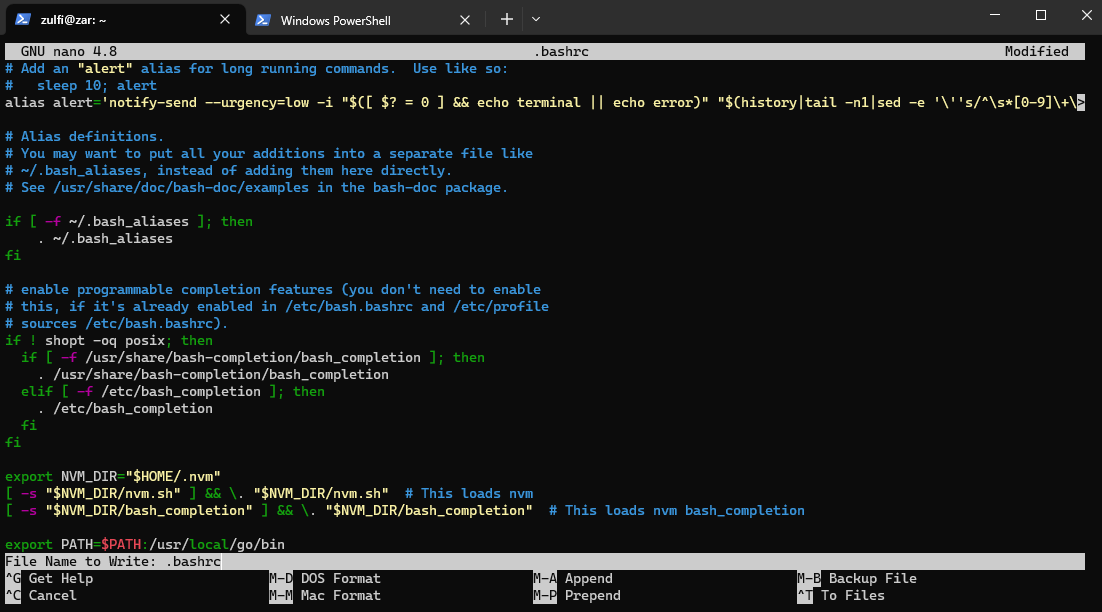 zulfi@zar: ~
Windows PowerShell
GNU nano 4.8 .bashrc Modified
# Add an "alert" alias for long running commands.  Use like so:
#   sleep 10; alert
alias alert='notify-send --urgency=low -i "$([ $? = 0 ] && echo terminal || echo error)" "$(history|tail -n1|sed -e '\''s/^\s*[0-9]\+\>
# Alias definitions.
# You may want to put all your additions into a separate file like
# ~/.bash_aliases, instead of adding them here directly.
# See /usr/share/doc/bash-doc/examples in the bash-doc package.
if [ -f ~/.bash_aliases ]; then
    . ~/.bash_aliases
fi
# enable programmable completion features (you don't need to enable
# this, if it's already enabled in /etc/bash.bashrc and /etc/profile
# sources /etc/bash.bashrc).
if ! shopt -oq posix; then
  if [ -f /usr/share/bash-completion/bash_completion ]; then
    . /usr/share/bash-completion/bash_completion
  elif [ -f /etc/bash_completion ]; then
    . /etc/bash_completion
  fi
fi
export NVM_DIR="$HOME/.nvm"
[ -s "$NVM_DIR/nvm.sh" ] && \. "$NVM_DIR/nvm.sh"  # This loads nvm
[ -s "$NVM_DIR/bash_completion" ] && \. "$NVM_DIR/bash_completion"  # This loads nvm bash_completion
export PATH=$PATH:/usr/local/go/bin
File Name to Write: .bashrc
^G Get Help M-D DOS Format M-A Append M-B Backup File
^C Cancel M-M Mac Format M-P Prepend ^T To Files